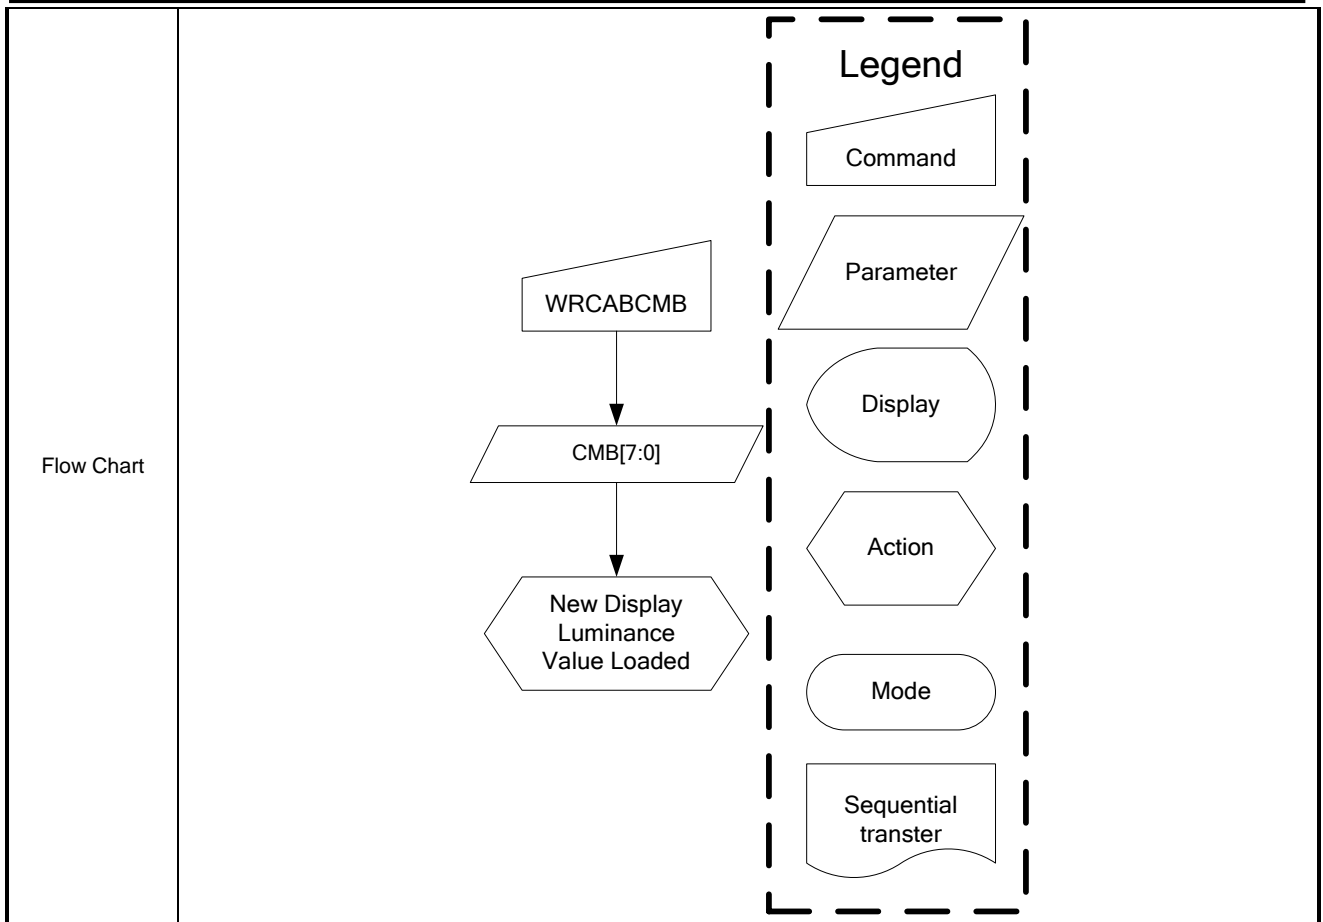 Flow Chart
WRCABCMB
CMB[7:0]
New Display
Luminance
Value Loaded
Legend
Command
Parameter
Display
Action
Mode
Sequential
transter